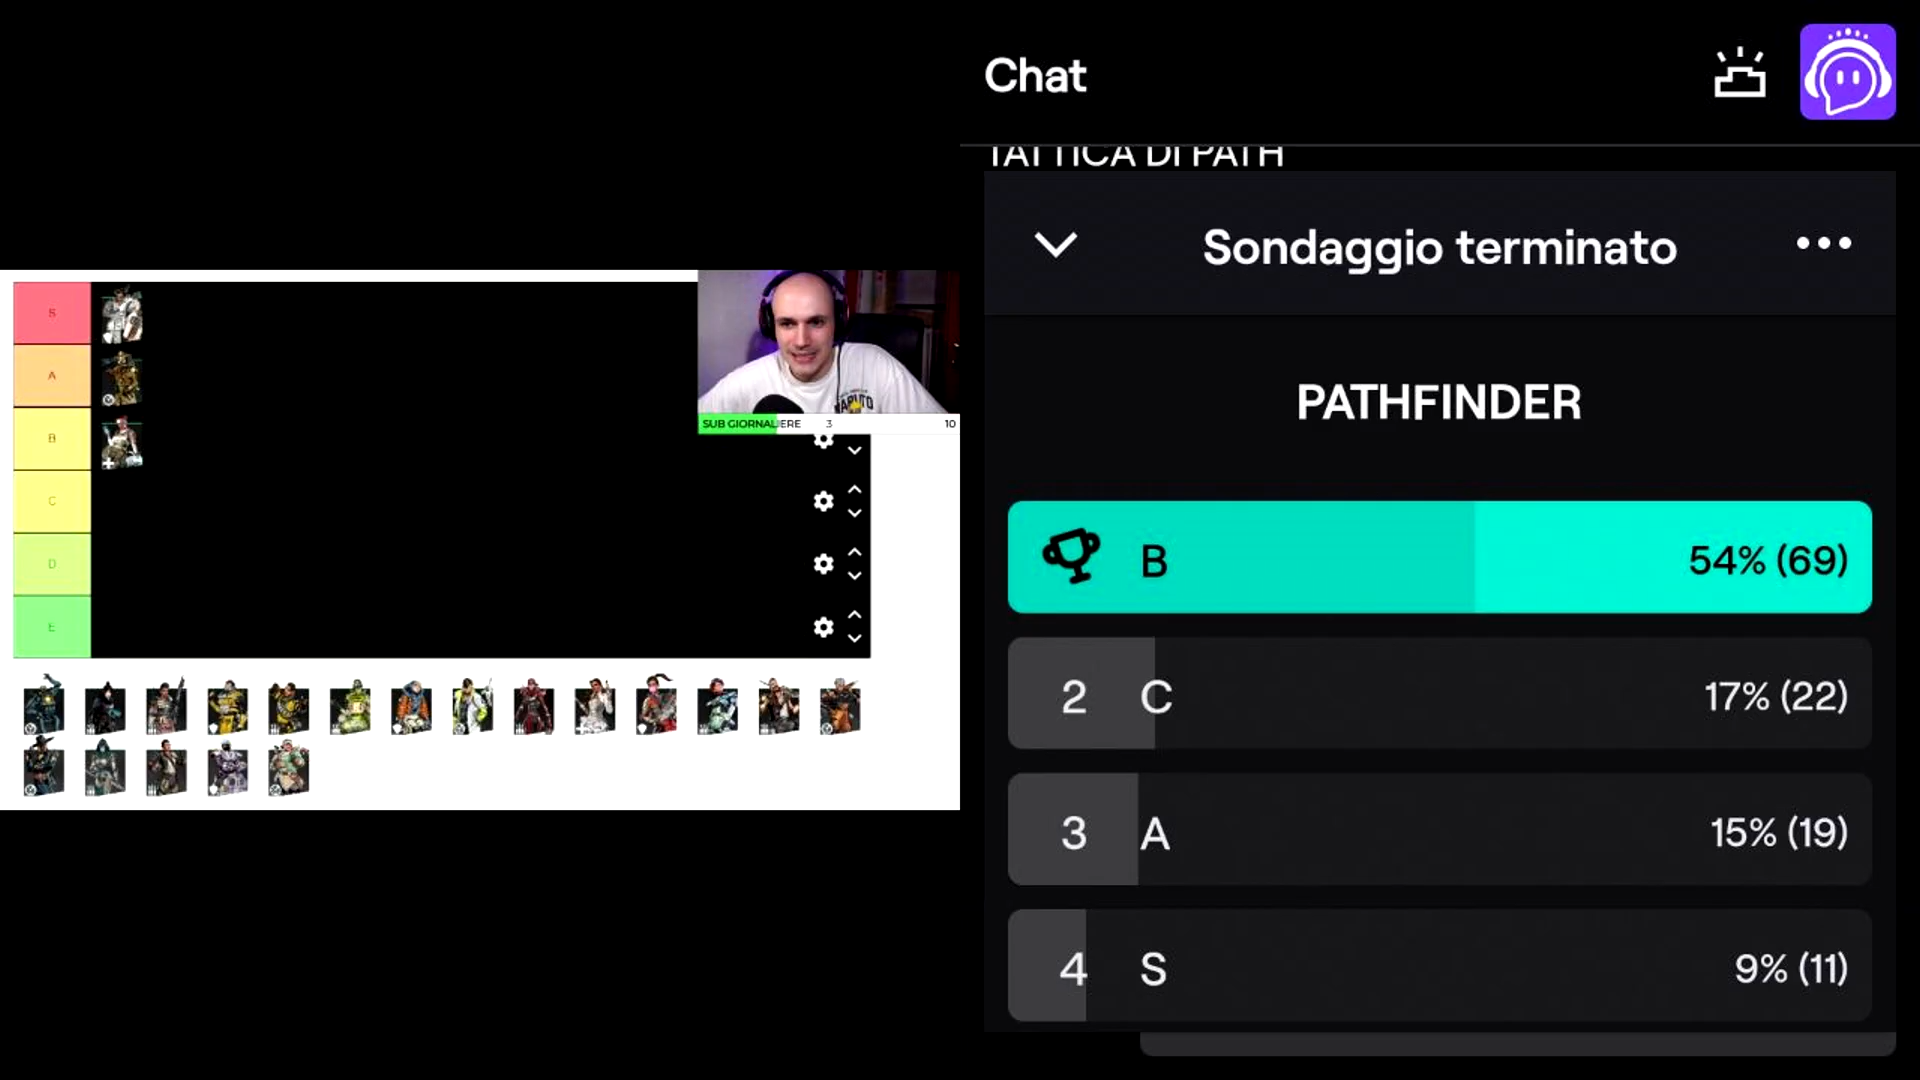 S
A
B
C
D
E
SUB GIORNALIERE 3 10
Chat
TATTICA DI PATH
Sondaggio terminato
PATHFINDER
B 54% (69)
2 C 17% (22)
3 A 15% (19)
4 S 9% (11)